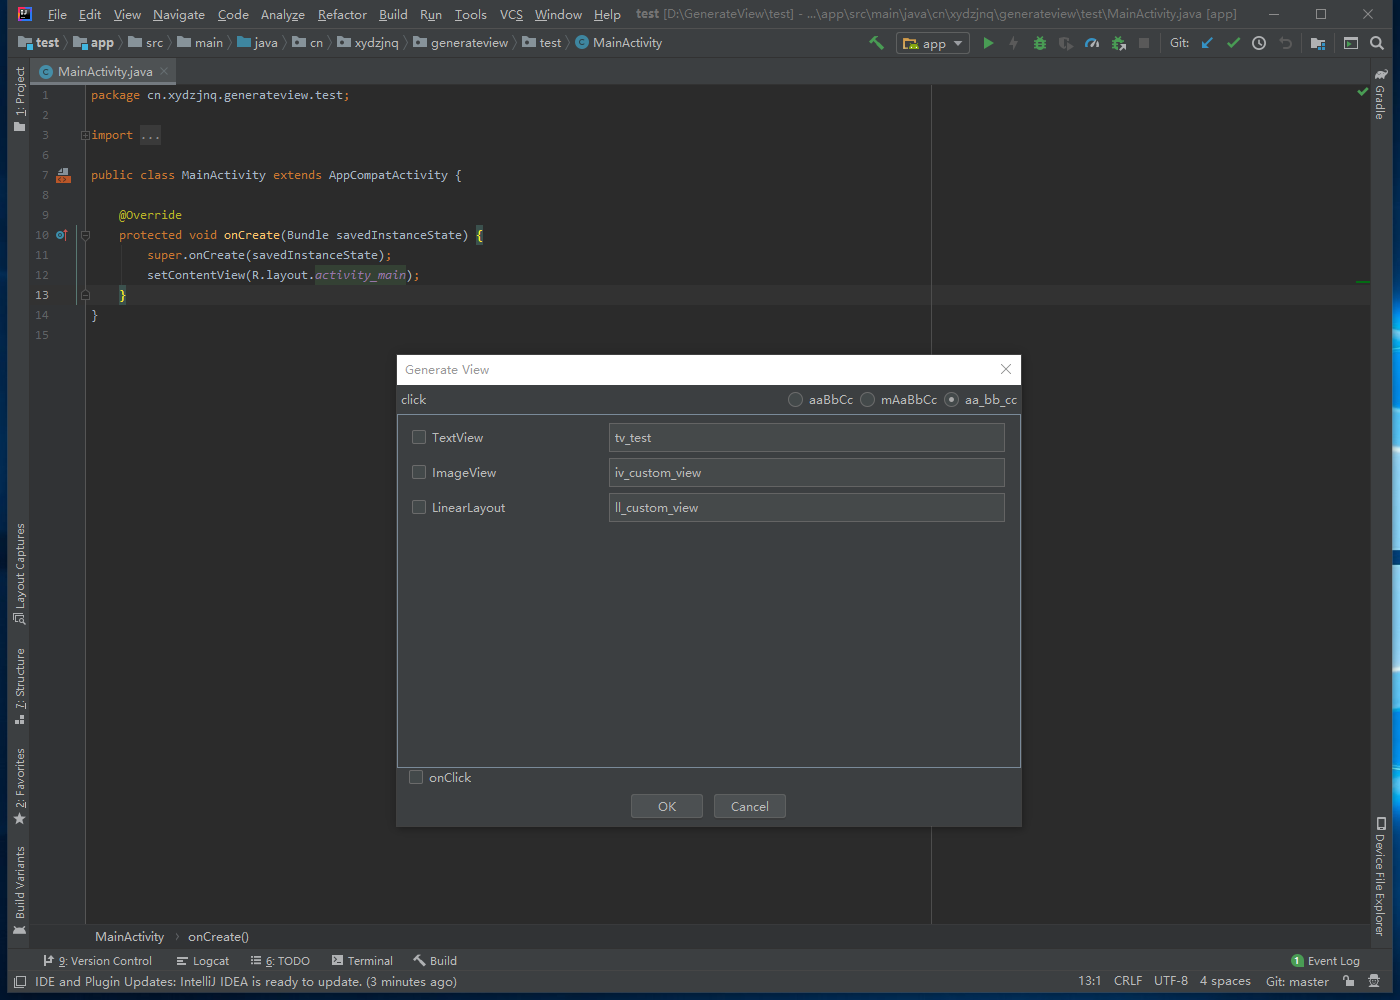 File Edit View Navigate Code Analyze Refactor Build Run Tools VCS Window Help test [D:\GenerateView\test] - ...\app\src\main\java\cn\xydzjnq\generateview\test\MainActivity.java [app]
test app src main java cn xydzjnq generateview test MainActivity app Git:
MainActivity.java
1 package cn.xydzjnq.generateview.test;
2
3 import ...
6
7 public class MainActivity extends AppCompatActivity {
8
9 @Override
10 protected void onCreate(Bundle savedInstanceState) {
11 super.onCreate(savedInstanceState);
12 setContentView(R.layout.activity_main);
13 }
14 }
15
1: Project
Layout Captures
7: Structure
2: Favorites
Build Variants
Gradle
Device File Explorer
Generate View
click aaBbCc mAaBbCc aa_bb_cc
TextView tv_test
ImageView iv_custom_view
LinearLayout ll_custom_view
onClick
OK Cancel
MainActivity onCreate()
9: Version Control Logcat 6: TODO Terminal Build 1 Event Log
IDE and Plugin Updates: IntelliJ IDEA is ready to update. (3 minutes ago) 13:1 CRLF UTF-8 4 spaces Git: master